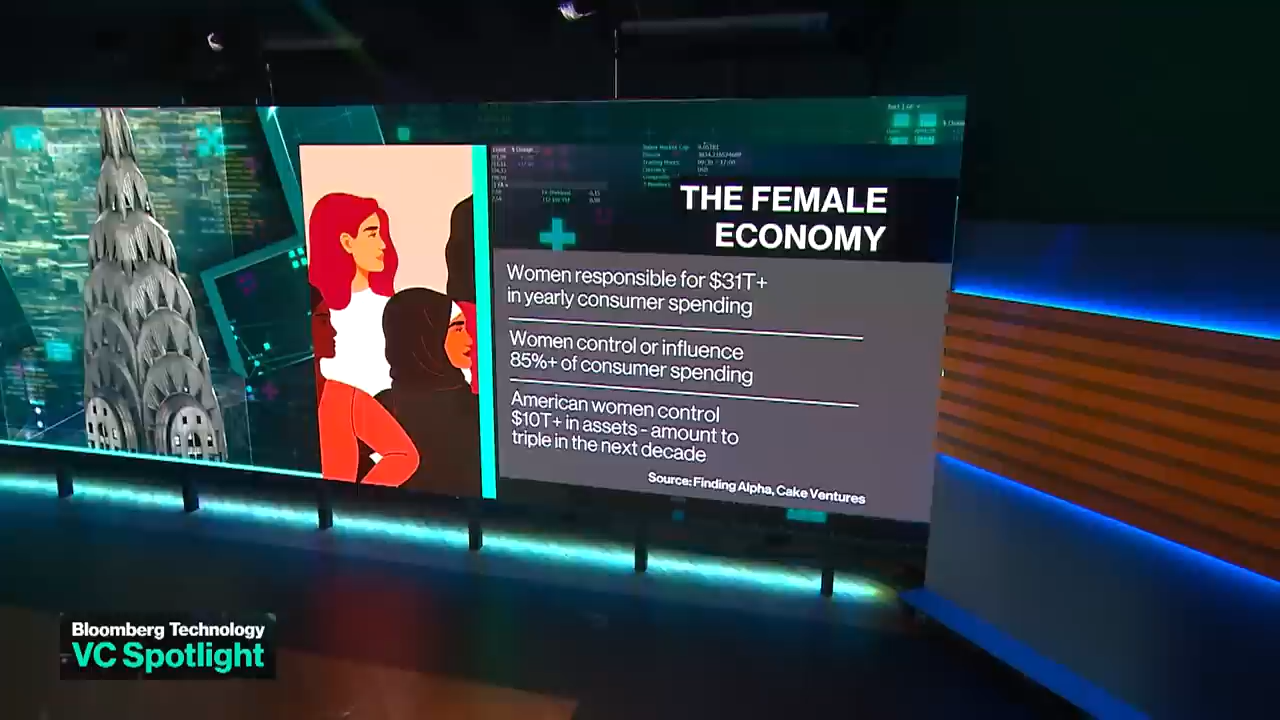 THE FEMALE
ECONOMY
Women responsible for $31T+
in yearly consumer spending
Women control or influence
85%+ of consumer spending
American women control
$10T+ in assets - amount to
triple in the next decade
Source: Finding Alpha, Cake Ventures
Bloomberg Technology
VC Spotlight